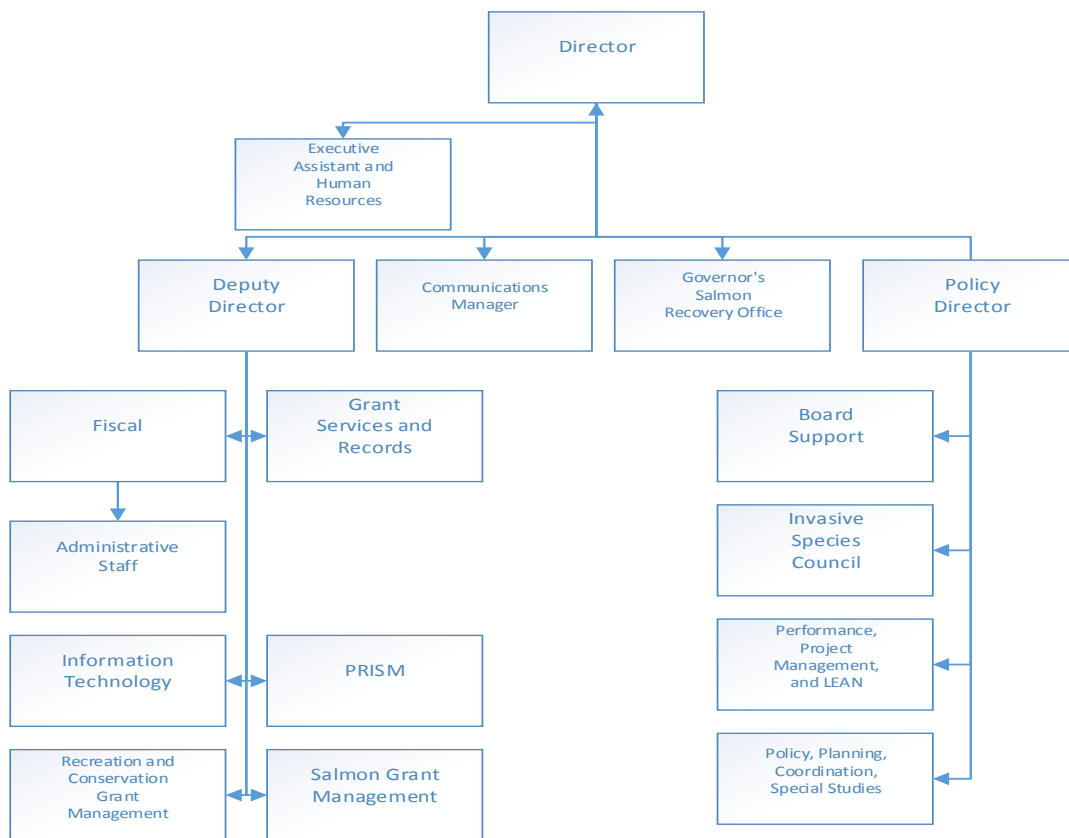 Director
Executive
Assistant and
Human
Resources
Deputy
Director
Communications
Manager
Governor's
Salmon
Recovery Office
Policy
Director
Fiscal
Grant
Services and
Records
Board
Support
Administrative
Staff
Invasive
Species
Council
Information
Technology
PRISM
Performance,
Project
Management,
and LEAN
Recreation and
Conservation
Grant
Management
Salmon Grant
Management
Policy, Planning,
Coordination,
Special Studies